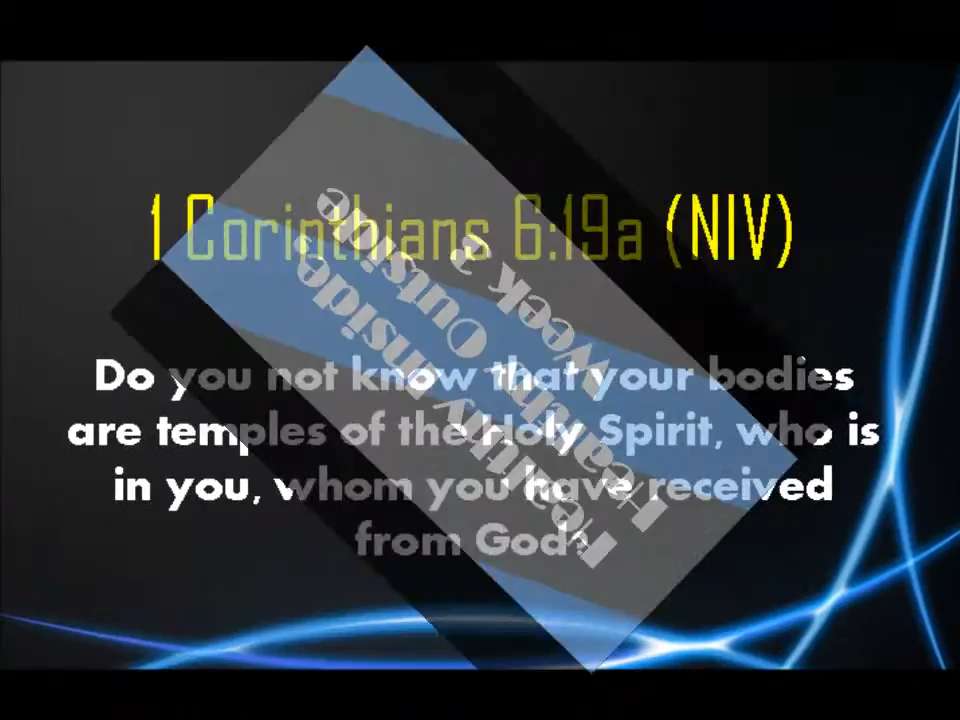 1 Corinthians 6:19a (NIV)
Do you not know that your bodies
are temples of the Holy Spirit, who is
in you, whom you have received
from God?
Healthy Inside,
Healthy Outside
Week 3